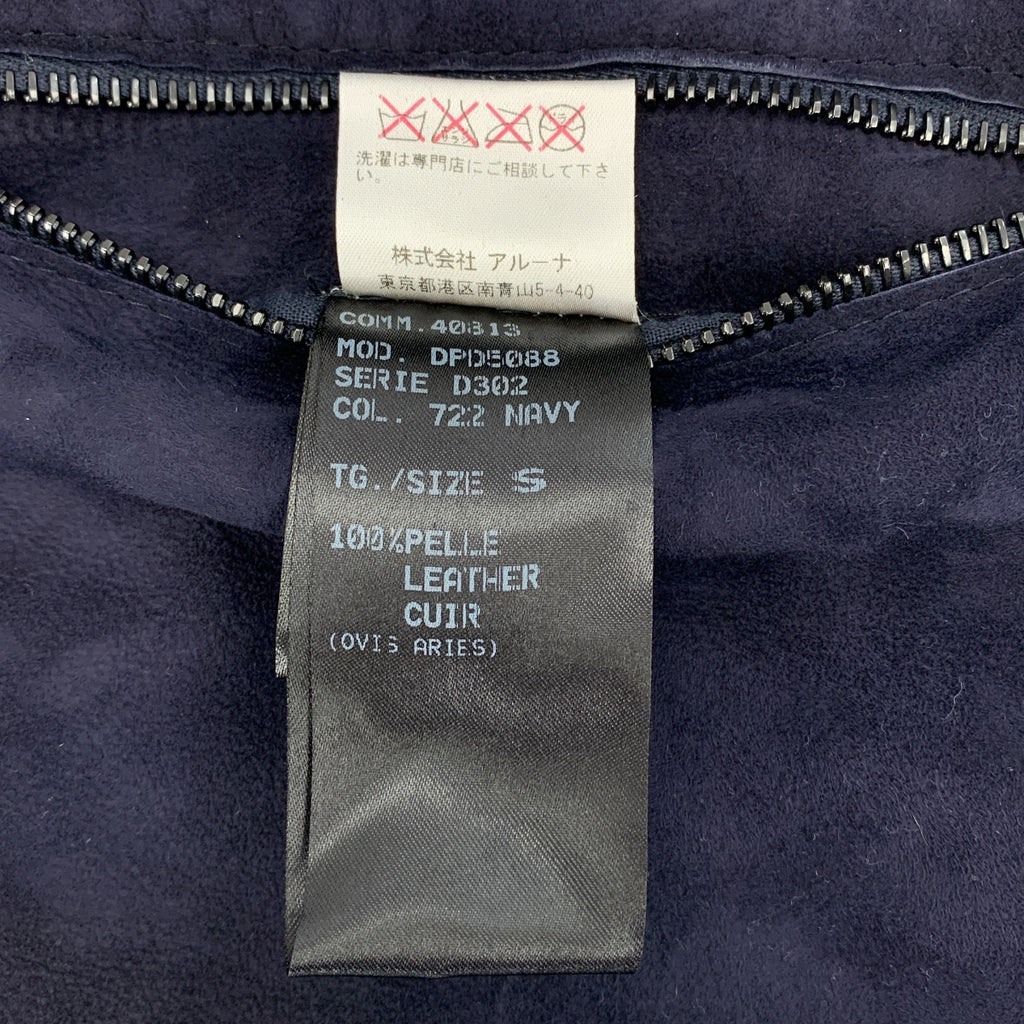 洗濯は専門店にご相談して下さ
い。
株式会社 アルーナ
東京都港区南青山5-4-40
COMM.40813
MOD. DPD5088
SERIE D302
COL. 722 NAVY
TG./SIZE S
100%PELLE
LEATHER
CUIR
(OVIS ARIES)